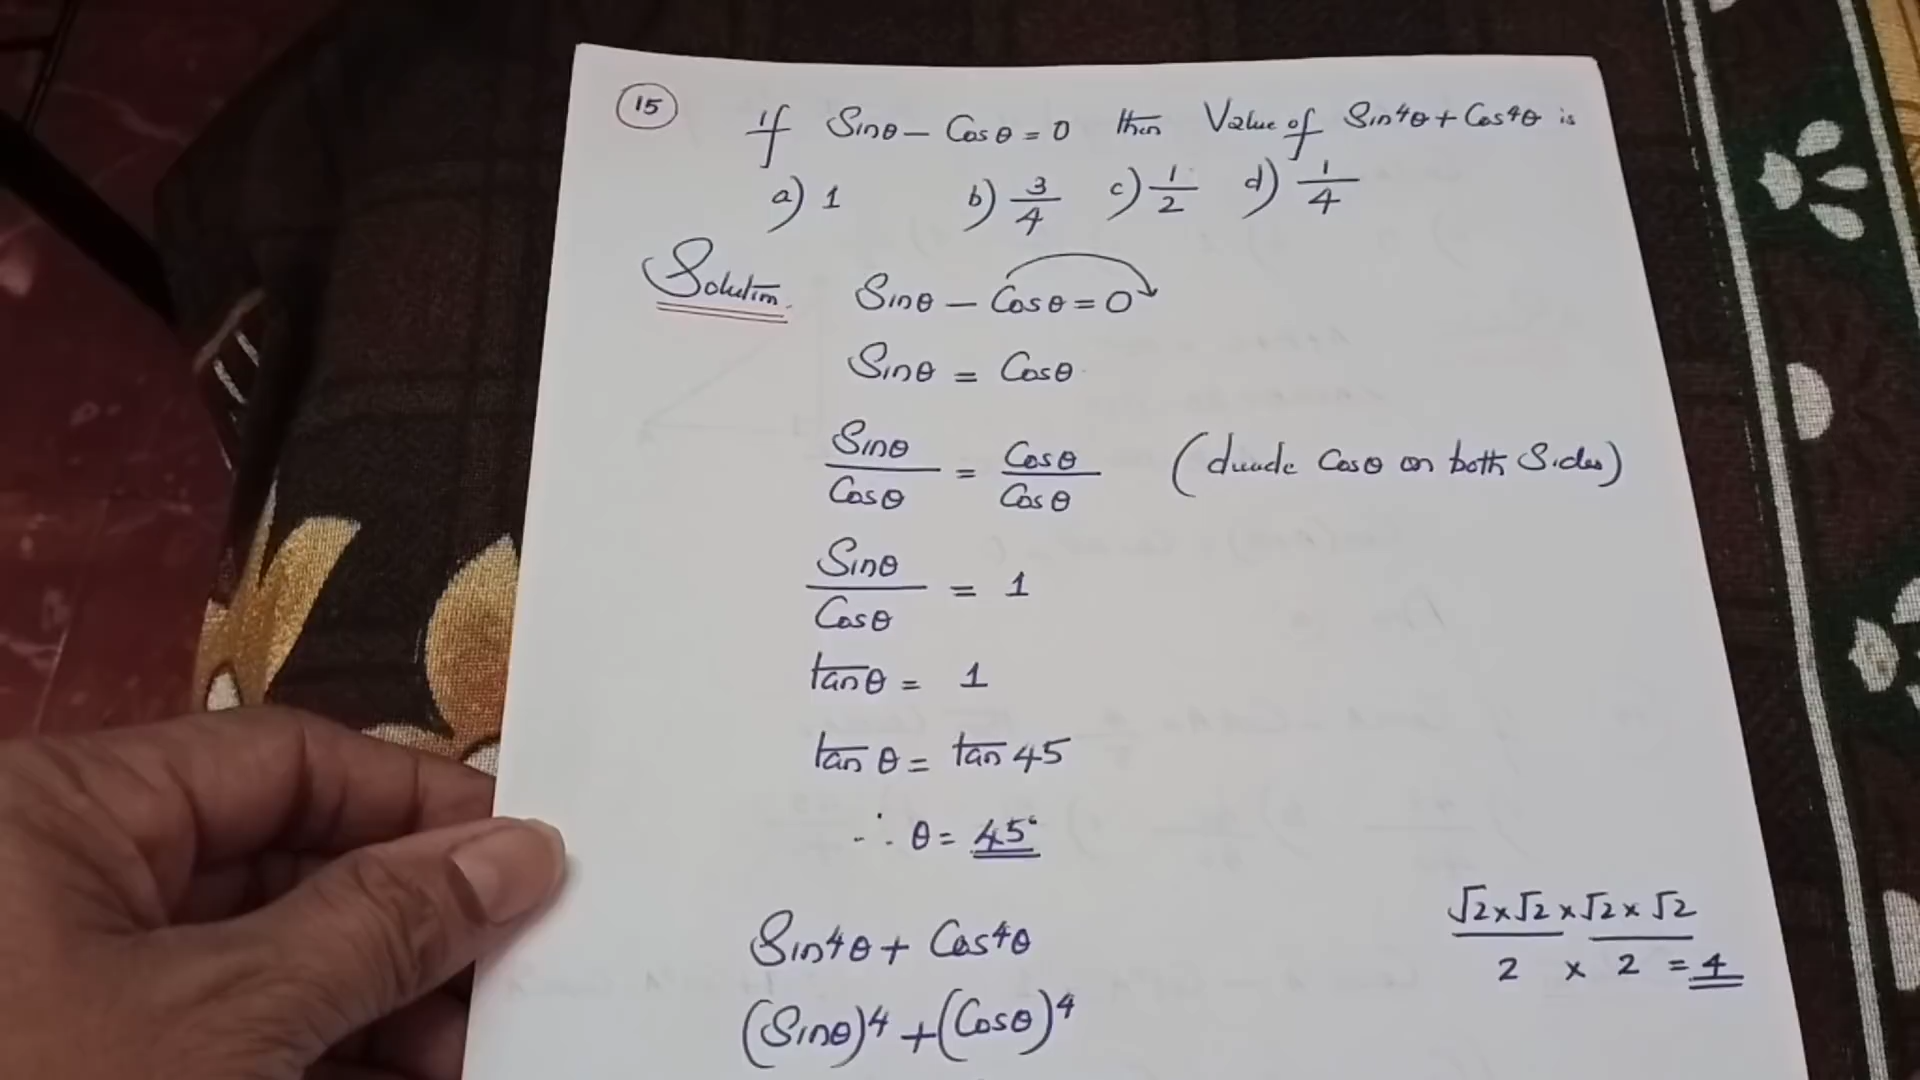 15
If Sinθ - Cosθ = 0 then Value of Sin⁴θ + Cos⁴θ is
a) 1 b) 3/4 c) 1/2 d) 1/4
Solution
Sinθ - Cosθ = 0
Sinθ = Cosθ
Sinθ/Cosθ = Cosθ/Cosθ (divide Cosθ on both Sides)
Sinθ/Cosθ = 1
tanθ = 1
tanθ = tan 45
∴ θ = 45°
Sin⁴θ + Cos⁴θ
(Sinθ)⁴ + (Cosθ)⁴
√2 × √2 × √2 × √2
2 × 2 = 4